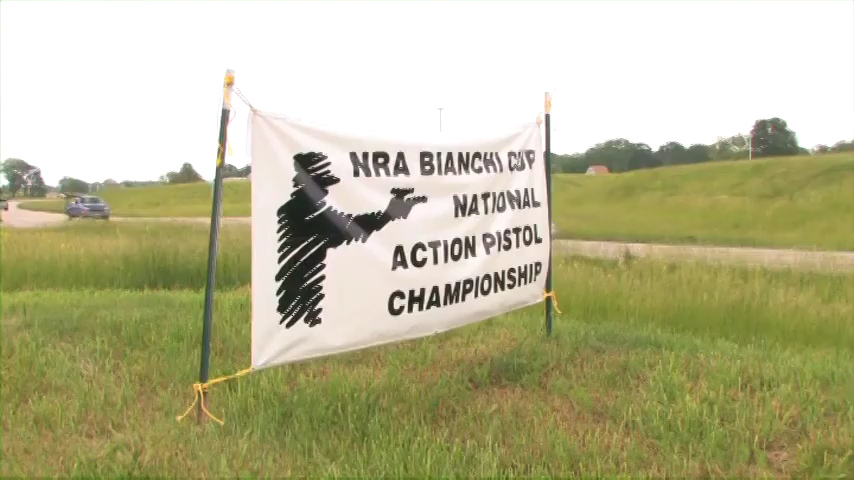 NRA BIANCHI CUP
NATIONAL
ACTION PISTOL
CHAMPIONSHIP